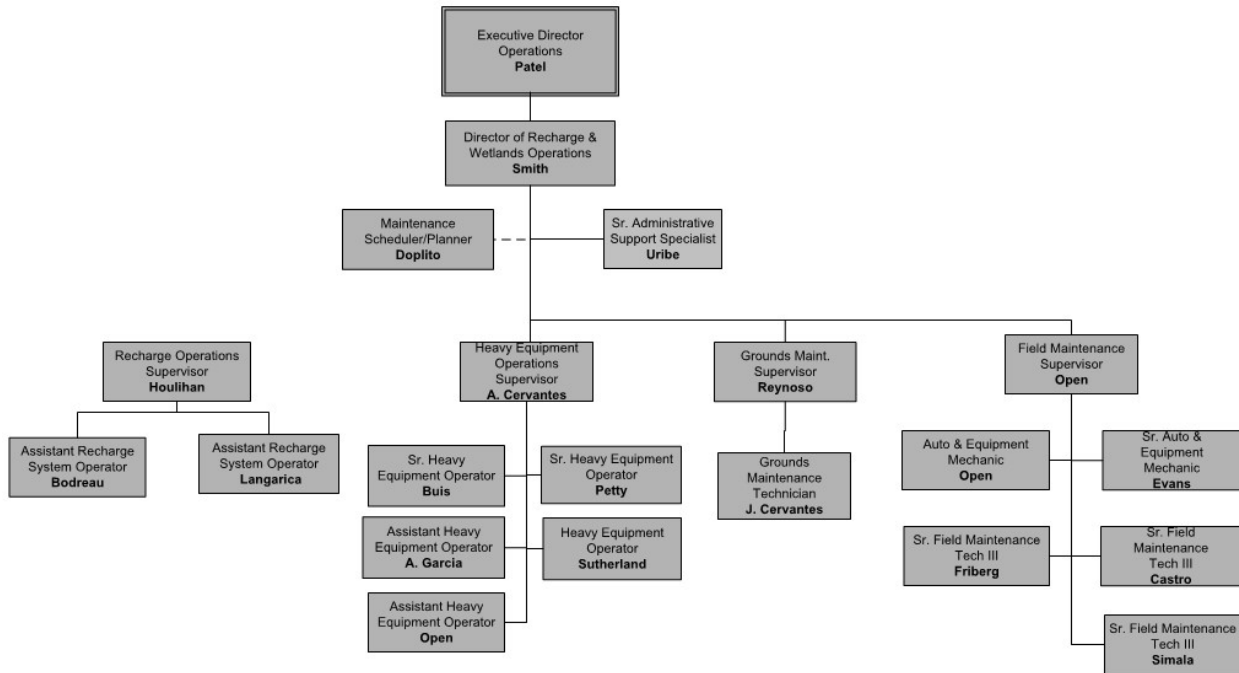 Executive Director
Operations
Patel
Director of Recharge &
Wetlands Operations
Smith
Maintenance
Scheduler/Planner
Doplito
Sr. Administrative
Support Specialist
Uribe
Recharge Operations
Supervisor
Houlihan
Heavy Equipment
Operations
Supervisor
A. Cervantes
Grounds Maint.
Supervisor
Reynoso
Field Maintenance
Supervisor
Open
Assistant Recharge
System Operator
Bodreau
Assistant Recharge
System Operator
Langarica
Sr. Heavy
Equipment Operator
Buis
Sr. Heavy Equipment
Operator
Petty
Grounds
Maintenance
Technician
J. Cervantes
Auto & Equipment
Mechanic
Open
Sr. Auto &
Equipment
Mechanic
Evans
Assistant Heavy
Equipment Operator
A. Garcia
Heavy Equipment
Operator
Sutherland
Sr. Field Maintenance
Tech III
Friberg
Sr. Field
Maintenance
Tech III
Castro
Assistant Heavy
Equipment Operator
Open
Sr. Field Maintenance
Tech III
Simala